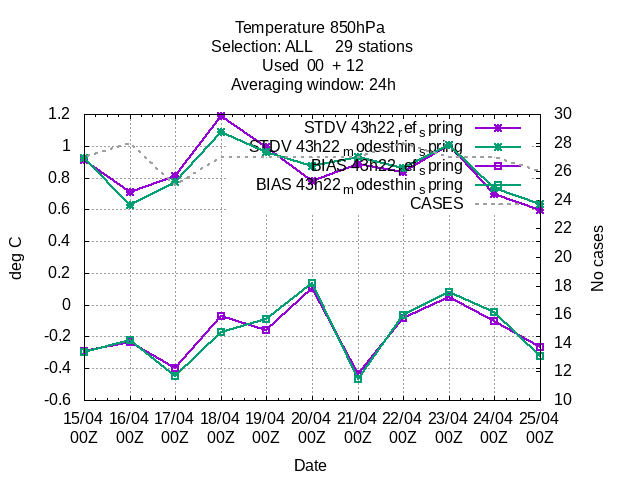 Temperature 850hPa
Selection: ALL 29 stations
Used 00 + 12
Averaging window: 24h
STDV 43h22_ref_spring
STDV 43h22_modesthin_spring
BIAS 43h22_ref_spring
BIAS 43h22_modesthin_spring
CASES
deg C
1.2
1
0.8
0.6
0.4
0.2
0
-0.2
-0.4
-0.6
No cases
30
28
26
24
22
20
18
16
14
12
10
15/04 16/04 17/04 18/04 19/04 20/04 21/04 22/04 23/04 24/04 25/04
00Z 00Z 00Z 00Z 00Z 00Z 00Z 00Z 00Z 00Z 00Z
Date